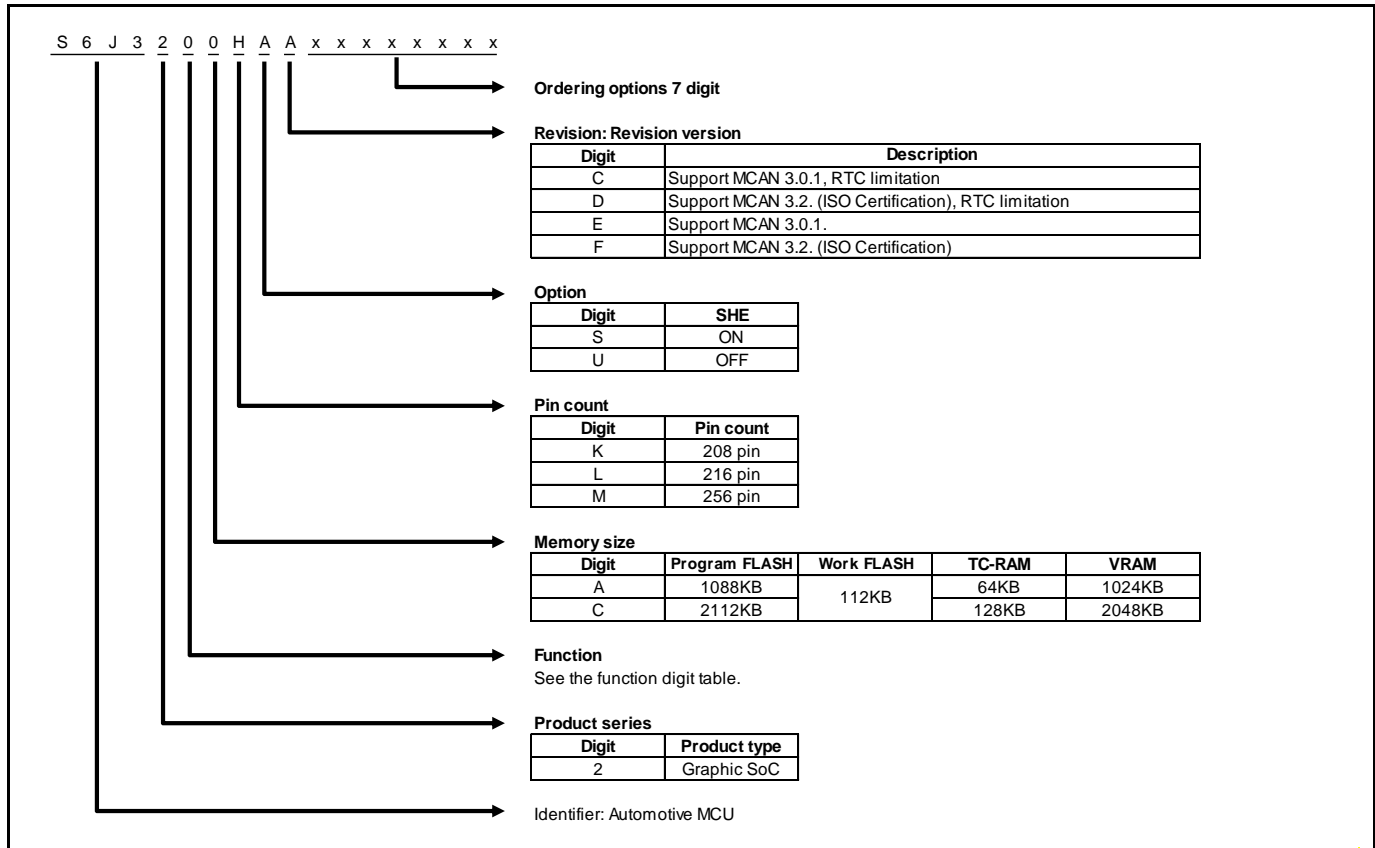 S 6 J 3 2 0 0 H A A x x x x x x x x
Ordering options 7 digit
Revision: Revision version
Digit Description
C Support MCAN 3.0.1, RTC limitation
D Support MCAN 3.2. (ISO Certification), RTC limitation
E Support MCAN 3.0.1.
F Support MCAN 3.2. (ISO Certification)
Option
Digit SHE
S ON
U OFF
Pin count
Digit Pin count
K 208 pin
L 216 pin
M 256 pin
Memory size
Digit Program FLASH Work FLASH TC-RAM VRAM
A 1088KB 112KB 64KB 1024KB
C 2112KB 128KB 2048KB
Function
See the function digit table.
Product series
Digit Product type
2 Graphic SoC
Identifier: Automotive MCU